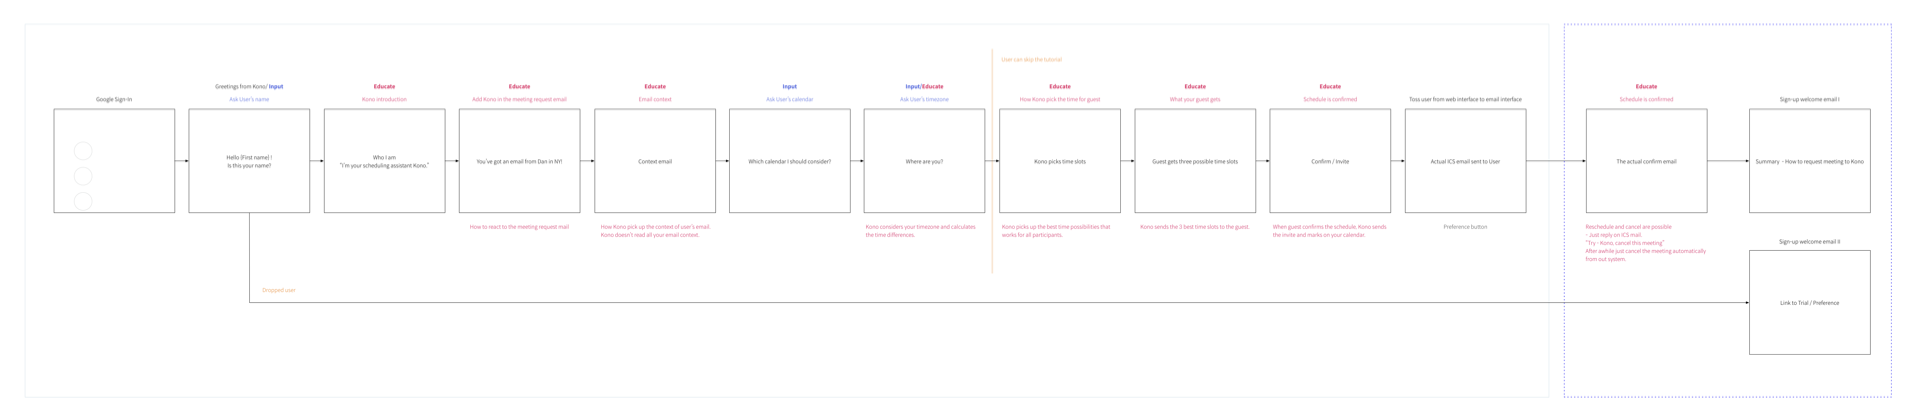 User can skip the tutorial
Google Sign-In
Greetings from Kono/ Input
Ask User's name
Educate
Kono introduction
Educate
Add Kono in the meeting request email
Educate
Email context
Input
Ask User's calendar
Input/Educate
Ask User's timezone
Educate
How Kono pick the time for guest
Educate
What your guest gets
Educate
Schedule is confirmed
Toss user from web interface to email interface
Educate
Schedule is confirmed
Sign-up welcome email I
Hello {First name} !
Is this your name?
Who I am
"I'm your scheduling assistant Kono."
You've got an email from Dan in NY!
Context email
Which calendar I should consider?
Where are you?
Kono picks time slots
Guest gets three possible time slots
Confirm / Invite
Actual ICS email sent to User
The actual confirm email
Summary - How to request meeting to Kono
How to react to the meeting request mail
How Kono pick up the context of user's email.
Kono doesn't read all your email context.
Kono considers your timezone and calculates
the time differences.
Kono picks up the best time possibilities that
works for all participants.
Kono sends the 3 best time slots to the guest.
When guest confirms the schedule, Kono sends
the invite and marks on your calendar.
Preference button
Reschedule and cancel are possible
- Just reply on ICS mail.
"Try - Kono, cancel this meeting"
After awhile just cancel the meeting automatically
from out system.
Sign-up welcome email II
Dropped user
Link to Trial / Preference